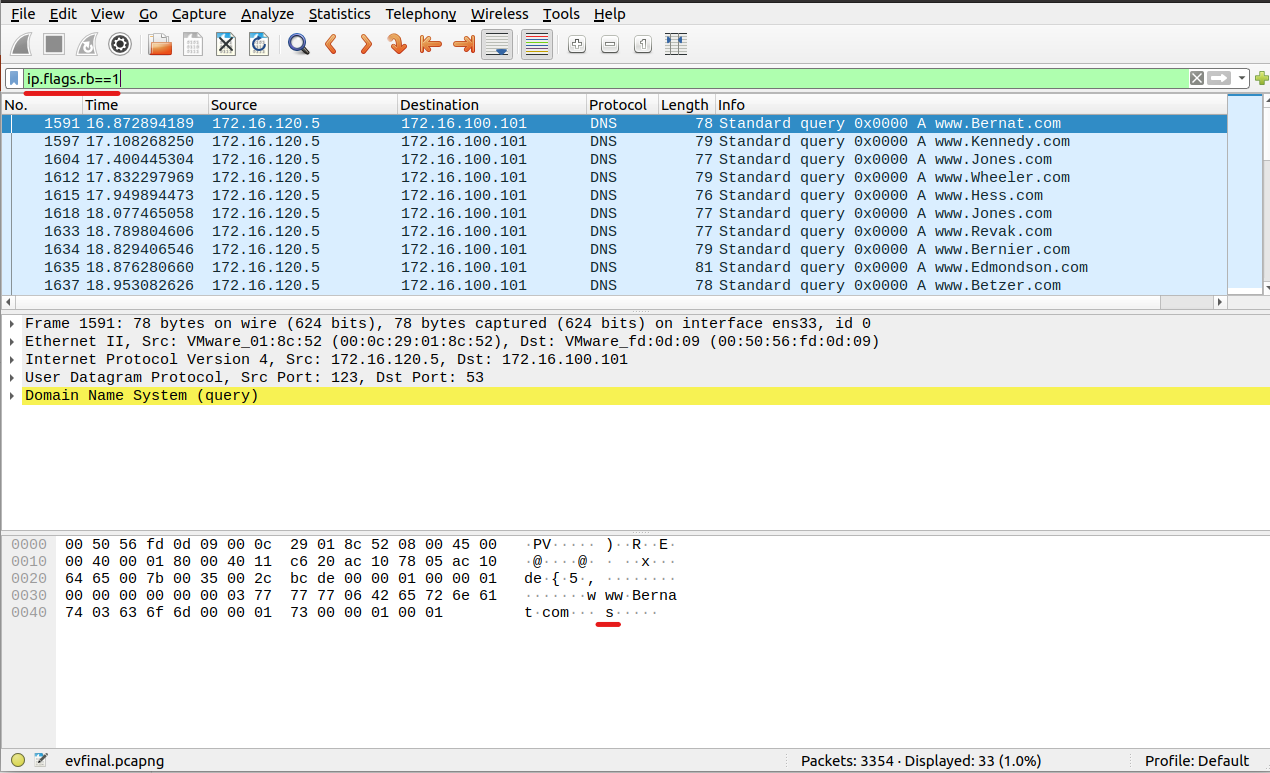 File Edit View Go Capture Analyze Statistics Telephony Wireless Tools Help
ip.flags.rb==1
No. Time Source Destination Protocol Length Info
1591 16.872894189 172.16.120.5 172.16.100.101 DNS 78 Standard query 0x0000 A www.Bernat.com
1597 17.108268250 172.16.120.5 172.16.100.101 DNS 79 Standard query 0x0000 A www.Kennedy.com
1604 17.400445304 172.16.120.5 172.16.100.101 DNS 77 Standard query 0x0000 A www.Jones.com
1612 17.832297969 172.16.120.5 172.16.100.101 DNS 79 Standard query 0x0000 A www.Wheeler.com
1615 17.949894473 172.16.120.5 172.16.100.101 DNS 76 Standard query 0x0000 A www.Hess.com
1618 18.077465058 172.16.120.5 172.16.100.101 DNS 77 Standard query 0x0000 A www.Jones.com
1633 18.789804606 172.16.120.5 172.16.100.101 DNS 77 Standard query 0x0000 A www.Revak.com
1634 18.829406546 172.16.120.5 172.16.100.101 DNS 79 Standard query 0x0000 A www.Bernier.com
1635 18.876280660 172.16.120.5 172.16.100.101 DNS 81 Standard query 0x0000 A www.Edmondson.com
1637 18.953082626 172.16.120.5 172.16.100.101 DNS 78 Standard query 0x0000 A www.Betzer.com
Frame 1591: 78 bytes on wire (624 bits), 78 bytes captured (624 bits) on interface ens33, id 0
Ethernet II, Src: VMware_01:8c:52 (00:0c:29:01:8c:52), Dst: VMware_fd:0d:09 (00:50:56:fd:0d:09)
Internet Protocol Version 4, Src: 172.16.120.5, Dst: 172.16.100.101
User Datagram Protocol, Src Port: 123, Dst Port: 53
Domain Name System (query)
0000 00 50 56 fd 0d 09 00 0c 29 01 8c 52 08 00 45 00 ·PV····· )··R··E·
0010 00 40 00 01 80 00 40 11 c6 20 ac 10 78 05 ac 10 ·@····@· · ··x···
0020 64 65 00 7b 00 35 00 2c bc de 00 00 01 00 00 01 de·{·5·, ········
0030 00 00 00 00 00 00 03 77 77 77 06 42 65 72 6e 61 ·······w ww·Berna
0040 74 03 63 6f 6d 00 00 01 73 00 00 01 00 01 t·com··· s·····
evfinal.pcapng Packets: 3354 · Displayed: 33 (1.0%) Profile: Default